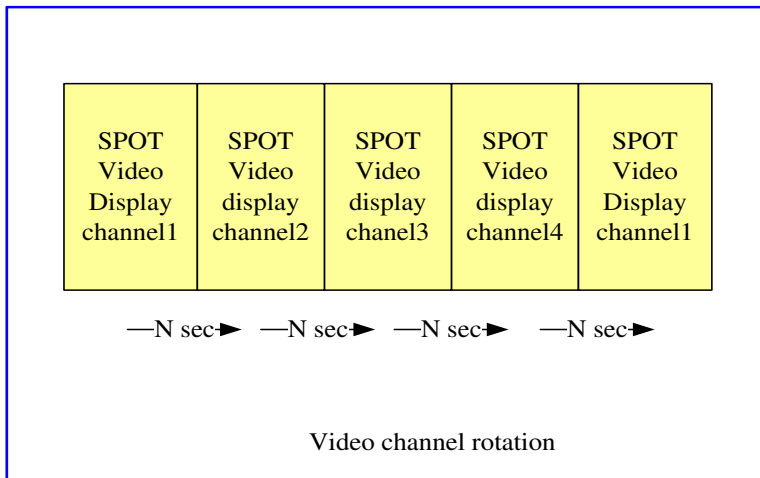 SPOT
Video
Display
channel1
SPOT
Video
display
channel2
SPOT
Video
display
chanel3
SPOT
Video
display
channel4
SPOT
Video
Display
channel1
N sec
N sec
N sec
N sec
Video channel rotation